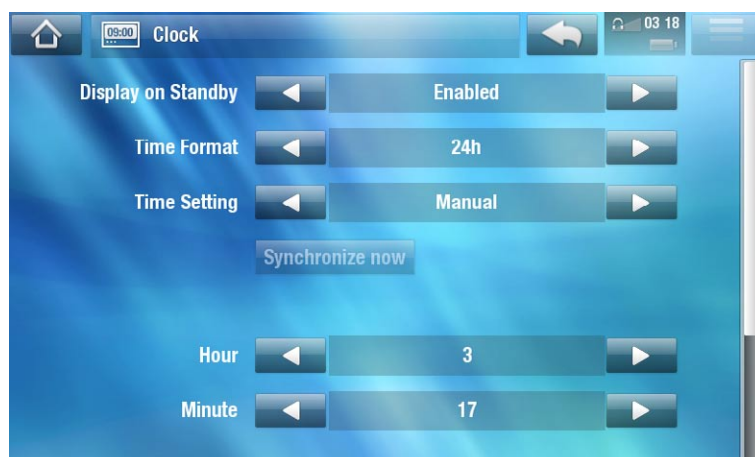 09:00 Clock 03 18
Display on Standby Enabled
Time Format 24h
Time Setting Manual
Synchronize now
Hour 3
Minute 17